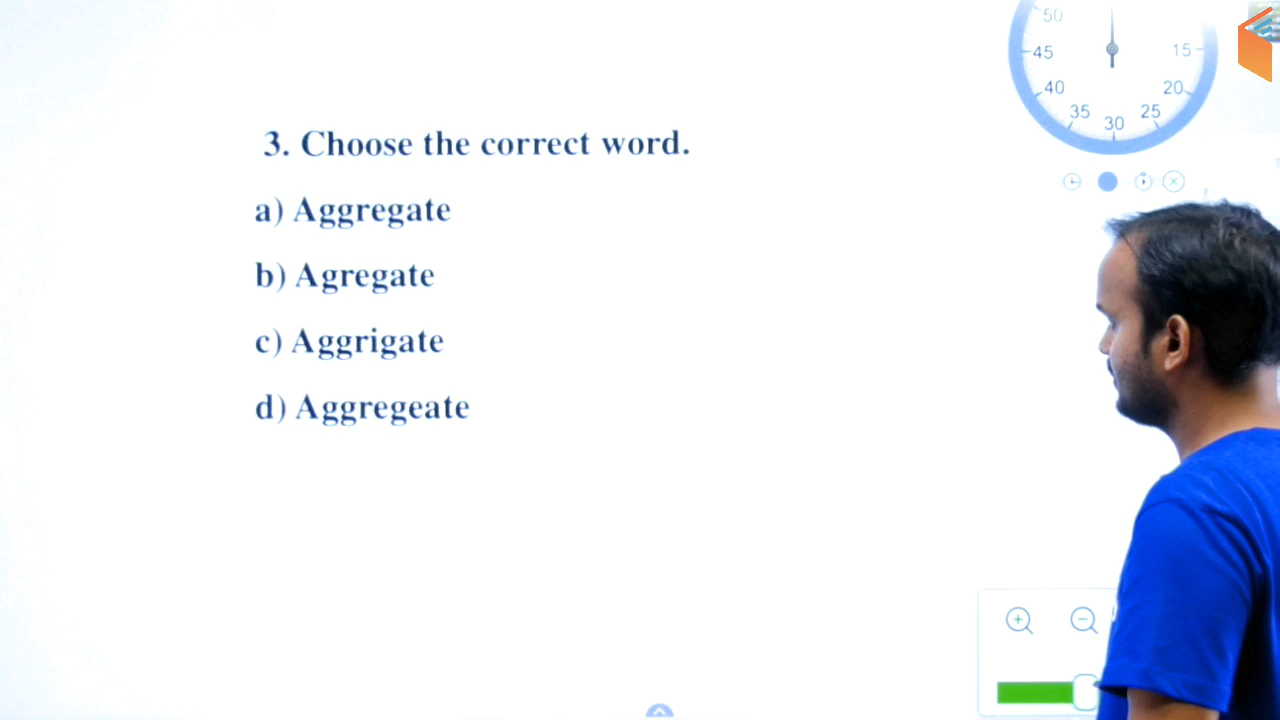 50
45
15
40
20
35
25
30
3. Choose the correct word.
a) Aggregate
b) Agregate
c) Aggrigate
d) Aggregeate